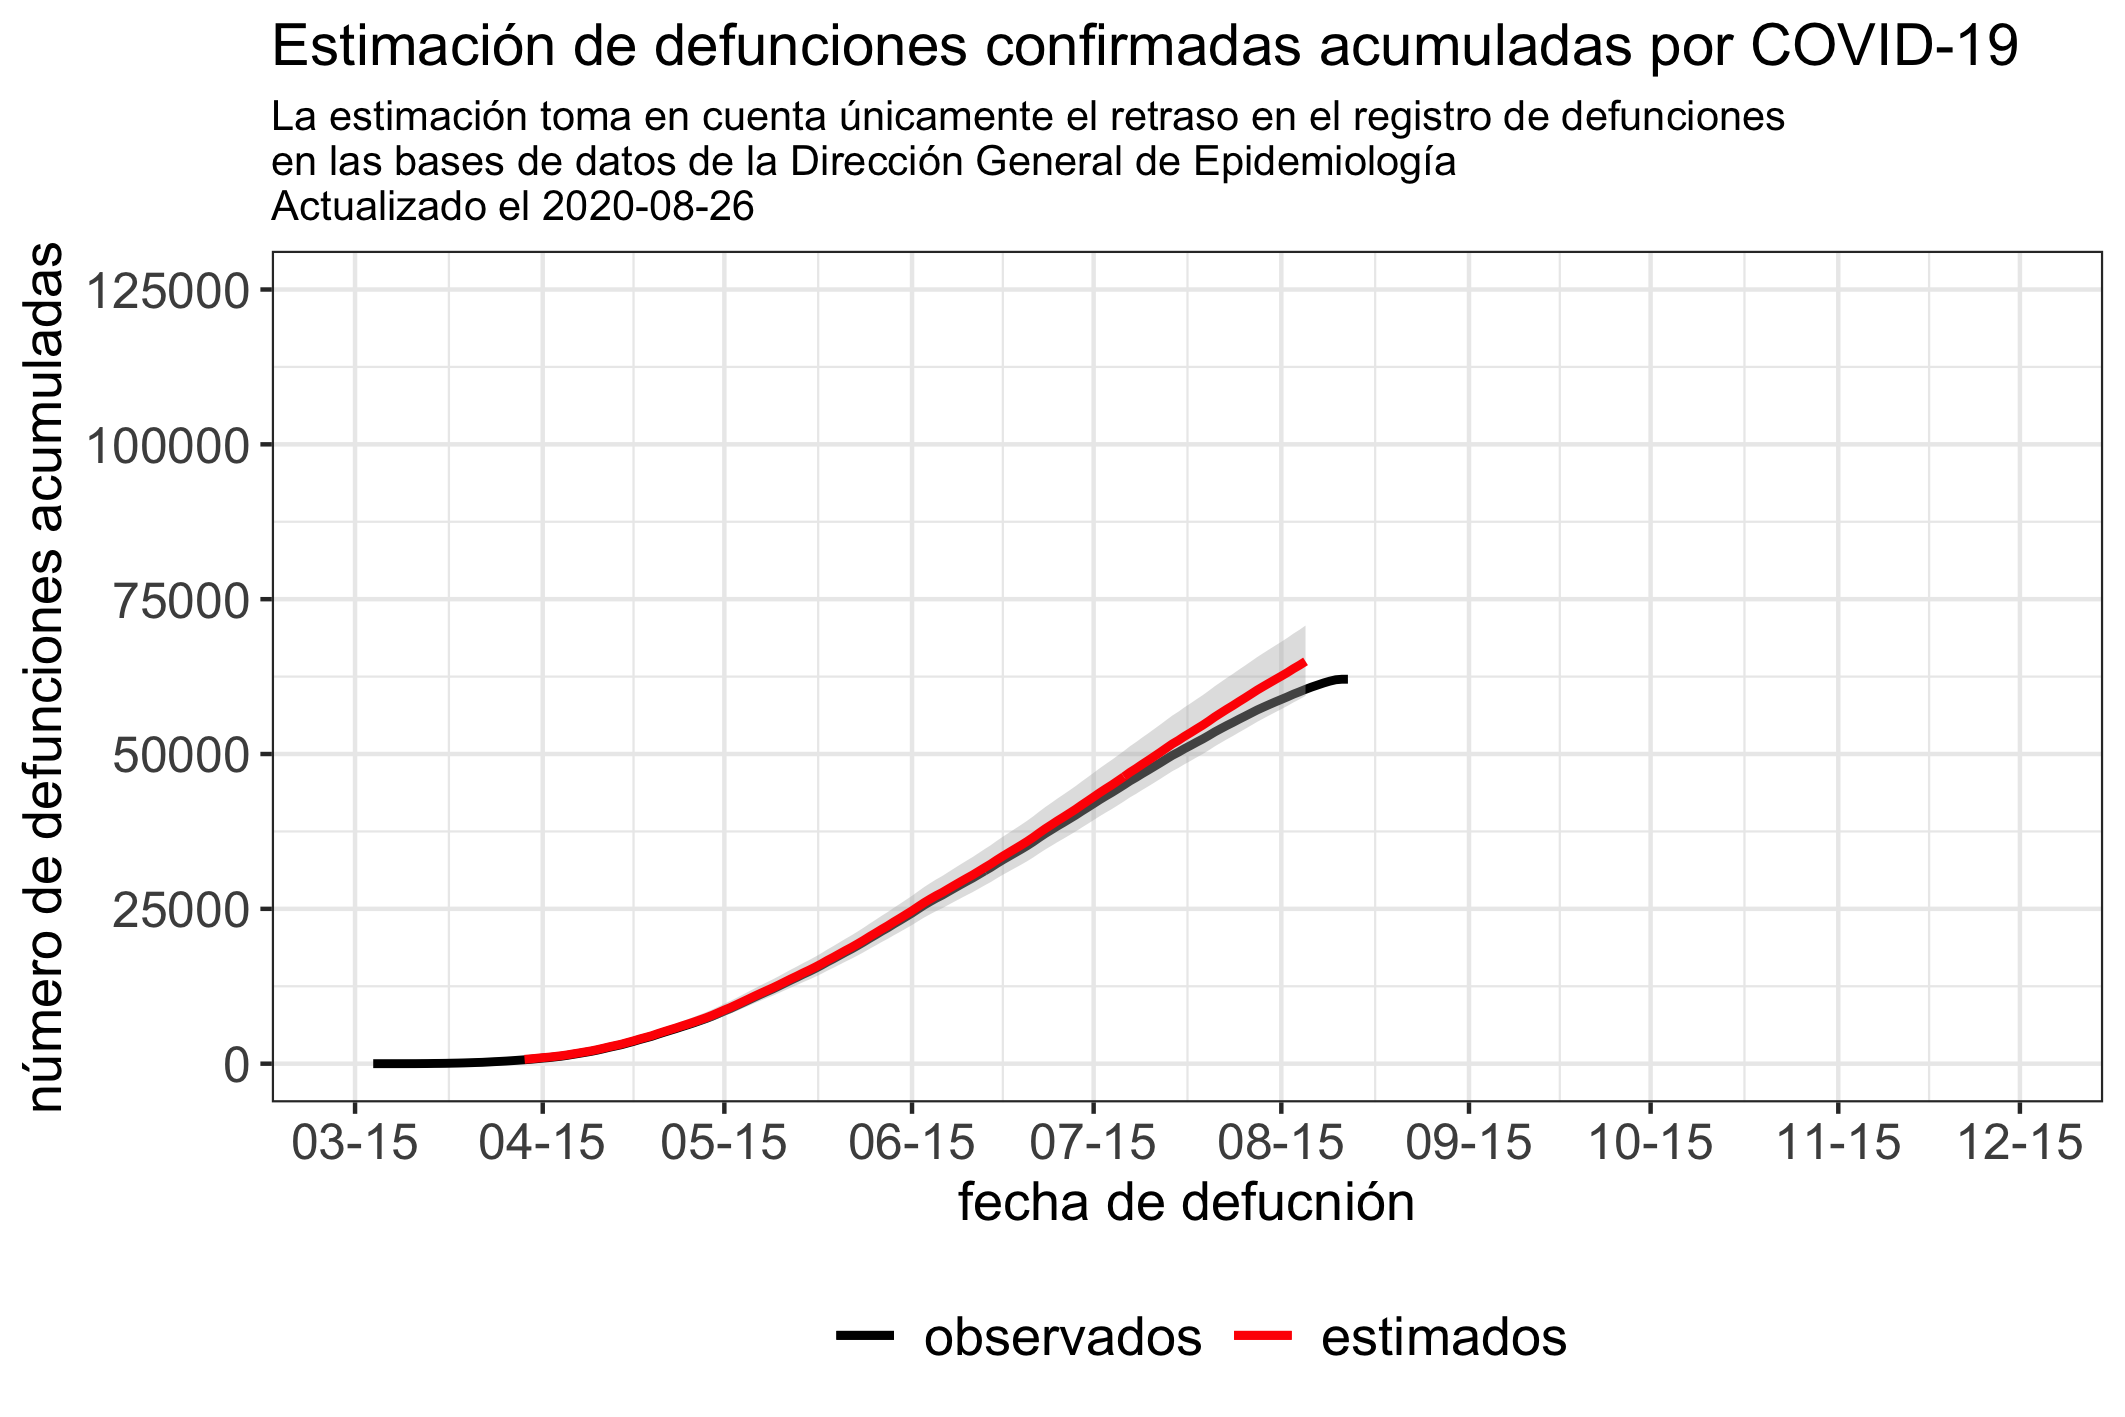 Estimación de defunciones confirmadas acumuladas por COVID-19
La estimación toma en cuenta únicamente el retraso en el registro de defunciones
en las bases de datos de la Dirección General de Epidemiología
Actualizado el 2020-08-26
número de defunciones acumuladas
125000
100000
75000
50000
25000
0
03-15 04-15 05-15 06-15 07-15 08-15 09-15 10-15 11-15 12-15
fecha de defucnión
observados estimados